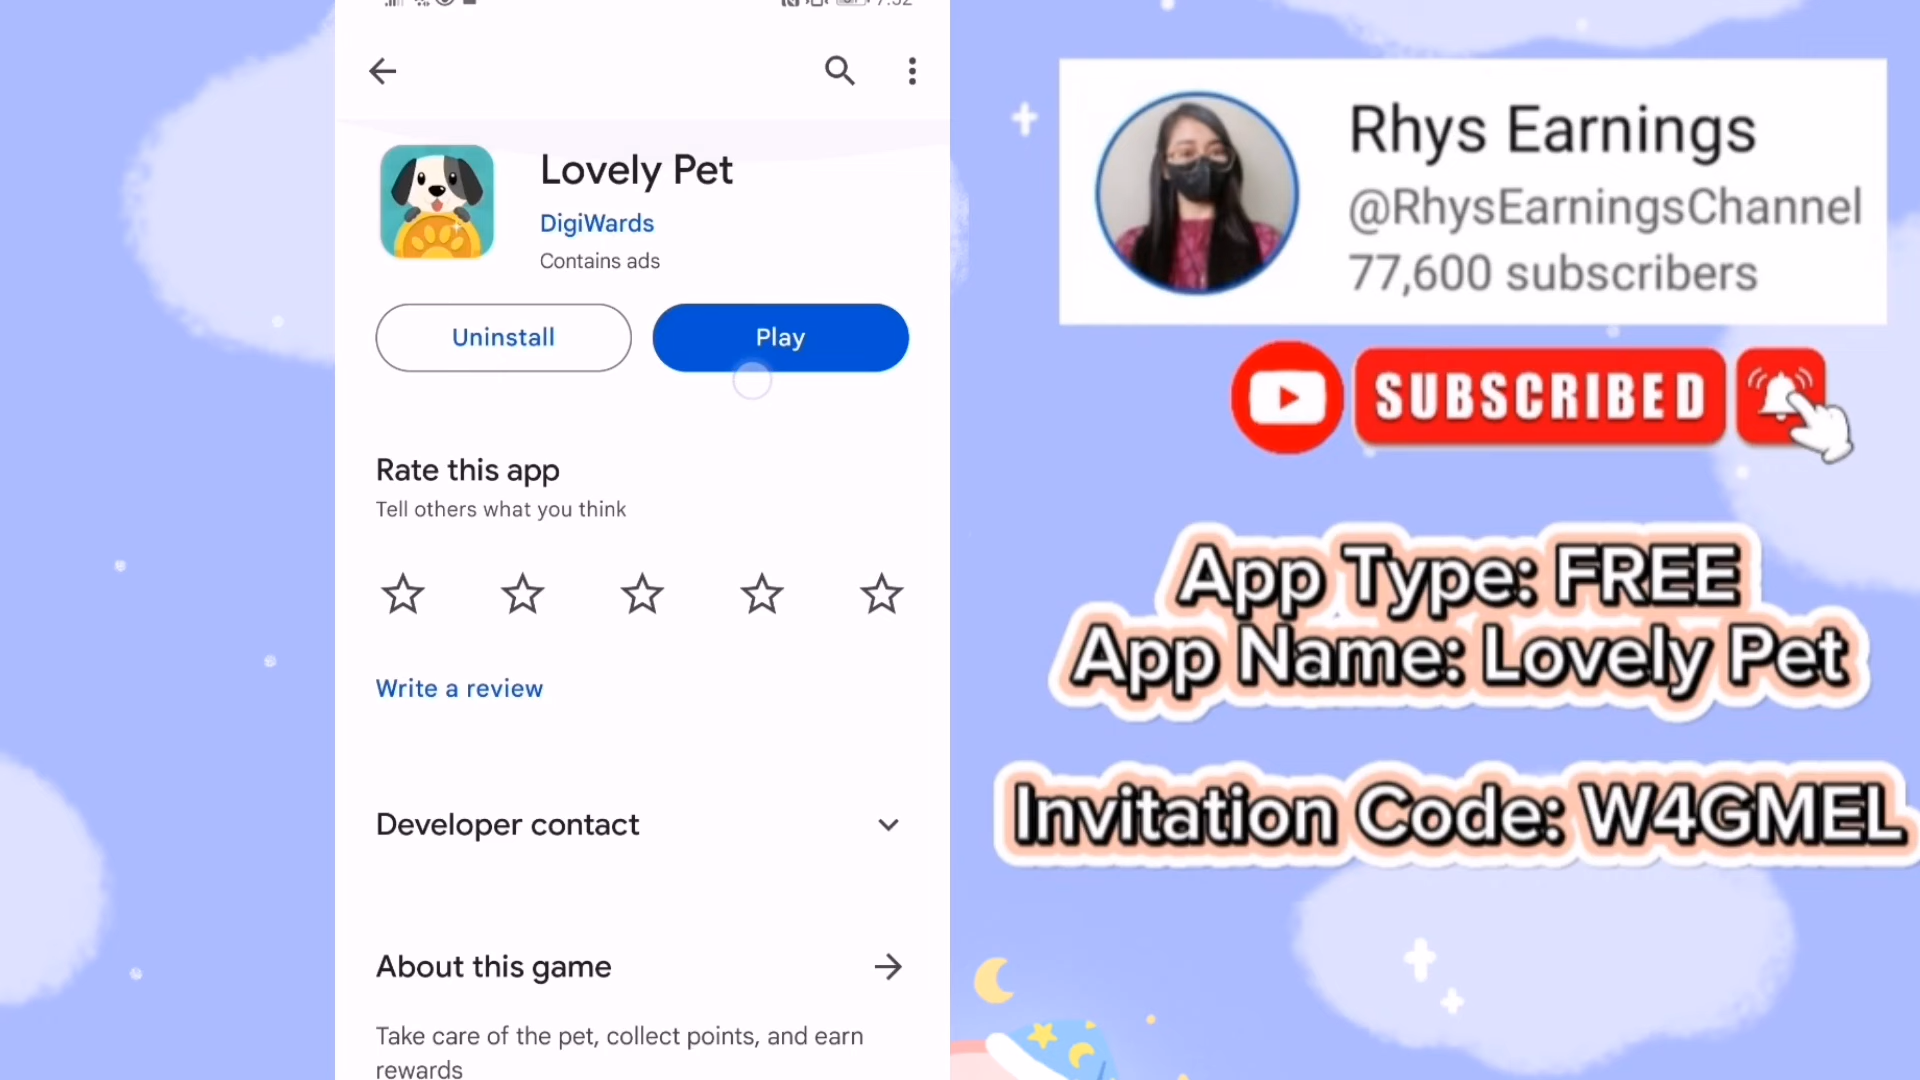 Lovely Pet
DigiWards
Contains ads
Uninstall
Play
Rate this app
Tell others what you think
Write a review
Developer contact
About this game
Take care of the pet, collect points, and earn
rewards
Rhys Earnings
@RhysEarningsChannel
77,600 subscribers
SUBSCRIBED
App Type: FREE
App Name: Lovely Pet
Invitation Code: W4GMEL